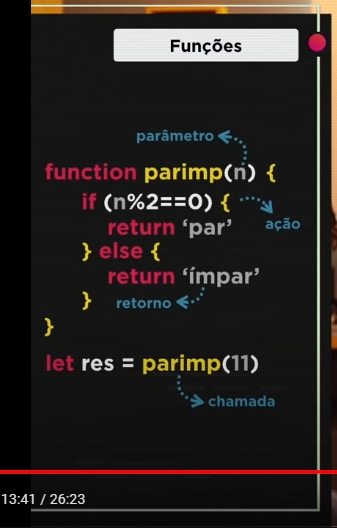 Funções
parâmetro
function parimp(n) {
if (n%2==0) {
ação
return ‘par’
} else {
return ‘ímpar’
} retorno
}
let res = parimp(11)
chamada
13:41 / 26:23